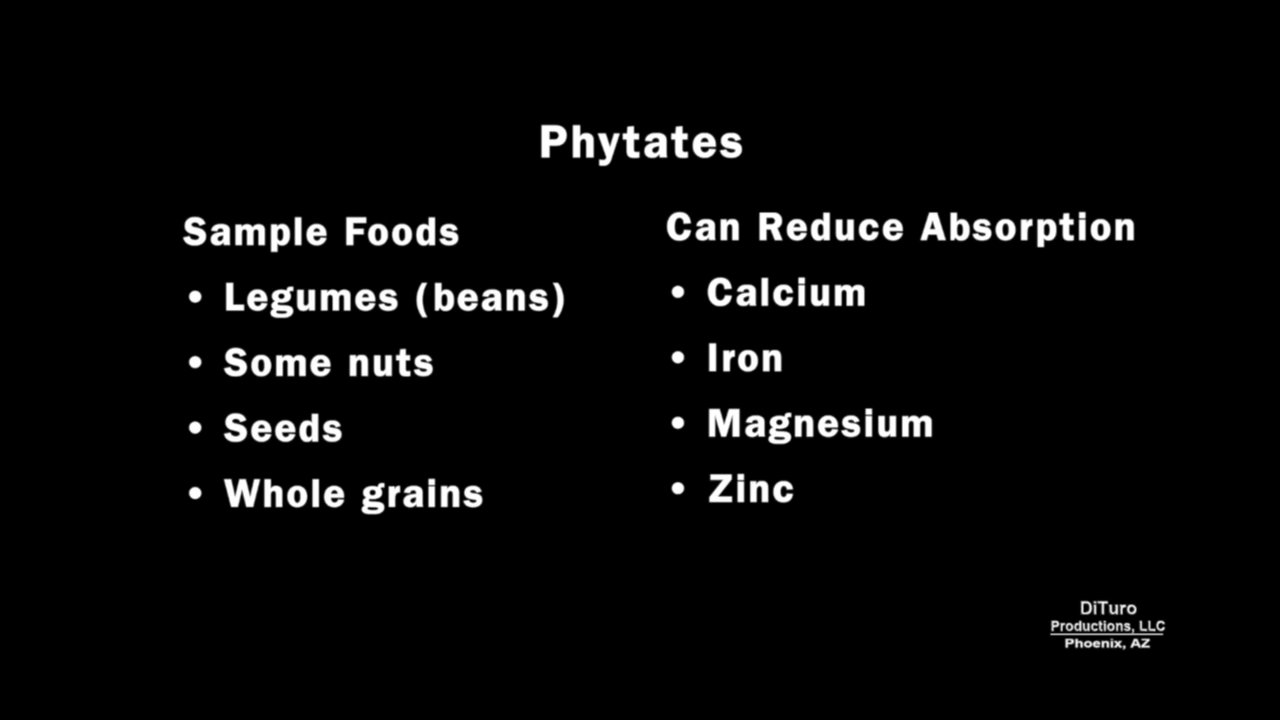 Phytates
Sample Foods
• Legumes (beans)
• Some nuts
• Seeds
• Whole grains
Can Reduce Absorption
• Calcium
• Iron
• Magnesium
• Zinc
DiTuro
Productions, LLC
Phoenix, AZ